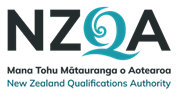 NZQA
Mana Tohu Mātauranga o Aotearoa
New Zealand Qualifications Authority